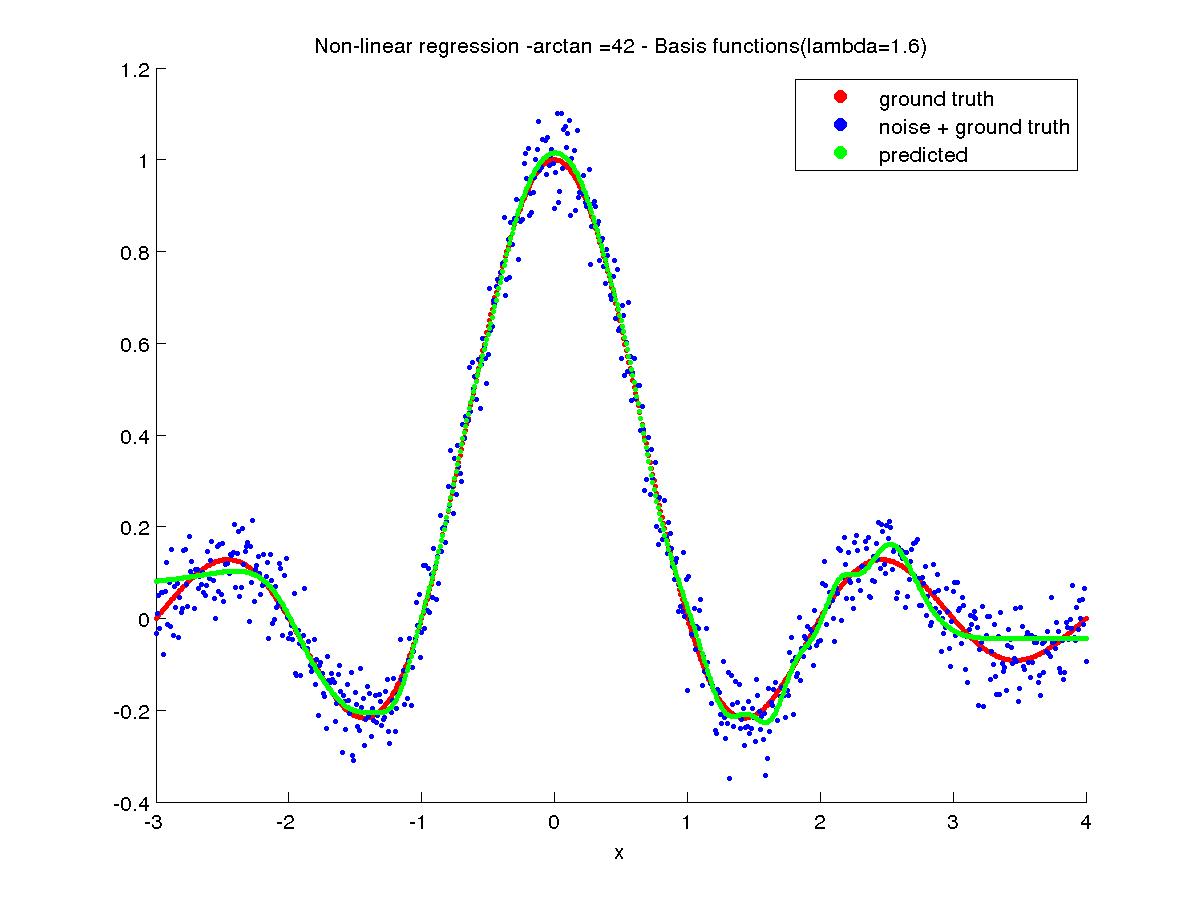 Non-linear regression -arctan =42 - Basis functions(lambda=1.6)
1.2
ground truth
noise + ground truth
predicted
1
0.8
0.6
0.4
0.2
0
-0.2
-0.4
-3 -2 -1 0 1 2 3 4
x